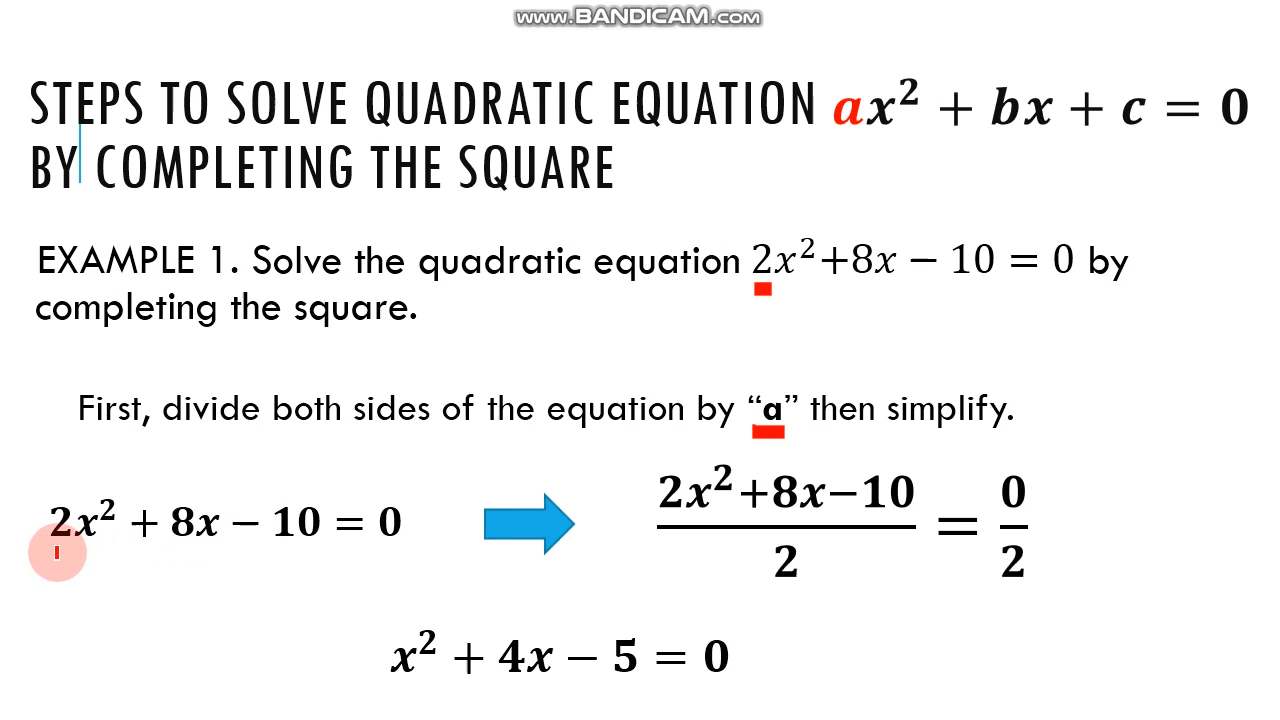 WWW.BANDICAM.COM
STEPS TO SOLVE QUADRATIC EQUATION ax² + bx + c = 0
BY COMPLETING THE SQUARE
EXAMPLE 1. Solve the quadratic equation 2x²+8x − 10 = 0 by
completing the square.
First, divide both sides of the equation by “a” then simplify.
2x² + 8x − 10 = 0
2x²+8x−10 / 2 = 0 / 2
x² + 4x − 5 = 0